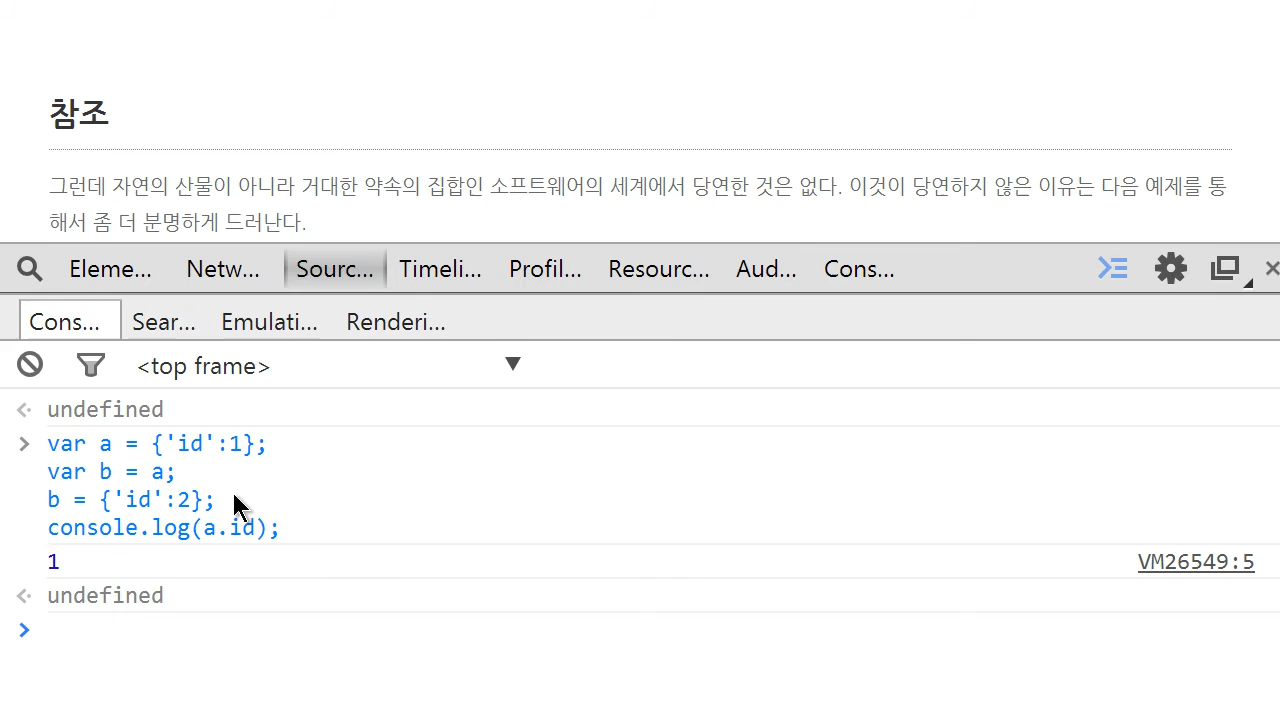 참조
그런데 자연의 산물이 아니라 거대한 약속의 집합인 소프트웨어의 세계에서 당연한 것은 없다. 이것이 당연하지 않은 이유는 다음 예제를 통
해서 좀 더 분명하게 드러난다.
Eleme... Netw... Sourc... Timeli... Profil... Resourc... Aud... Cons...
Cons... Sear... Emulati... Renderi...
<top frame>
undefined
var a = {'id':1};
var b = a;
b = {'id':2};
console.log(a.id);
1 VM26549:5
undefined